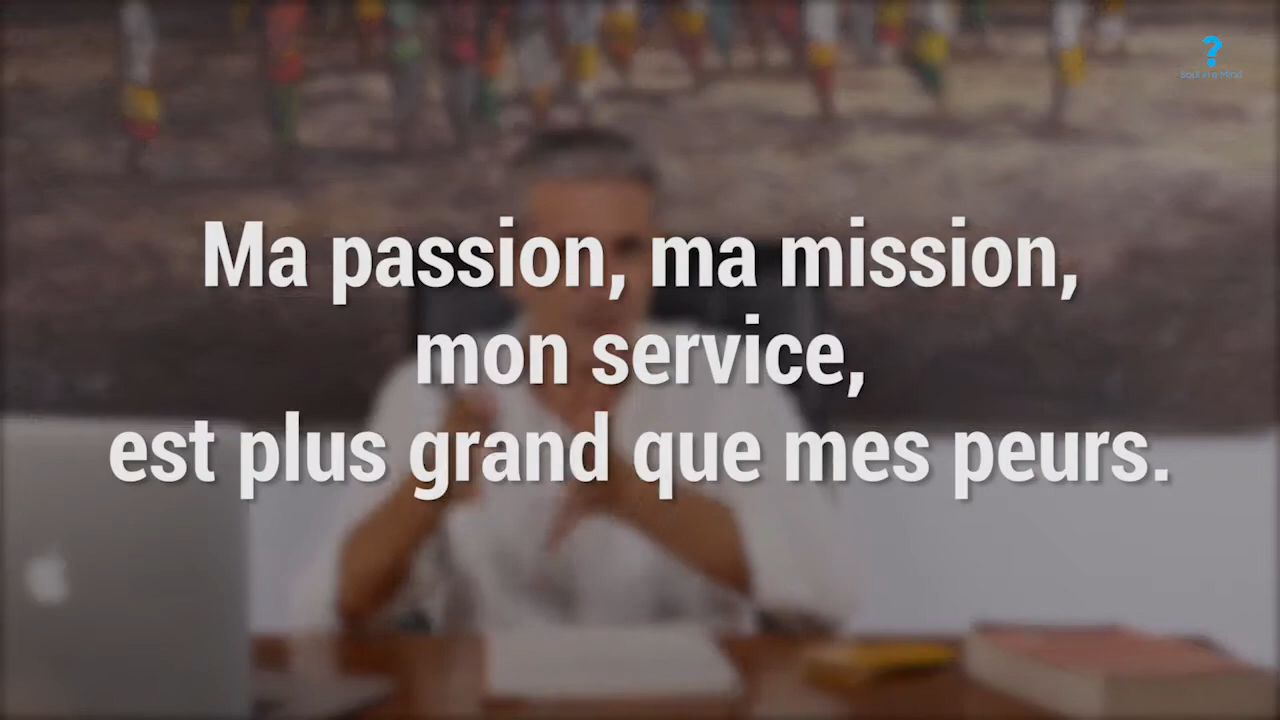 ?
Ma passion, ma mission,
mon service,
est plus grand que mes peurs.